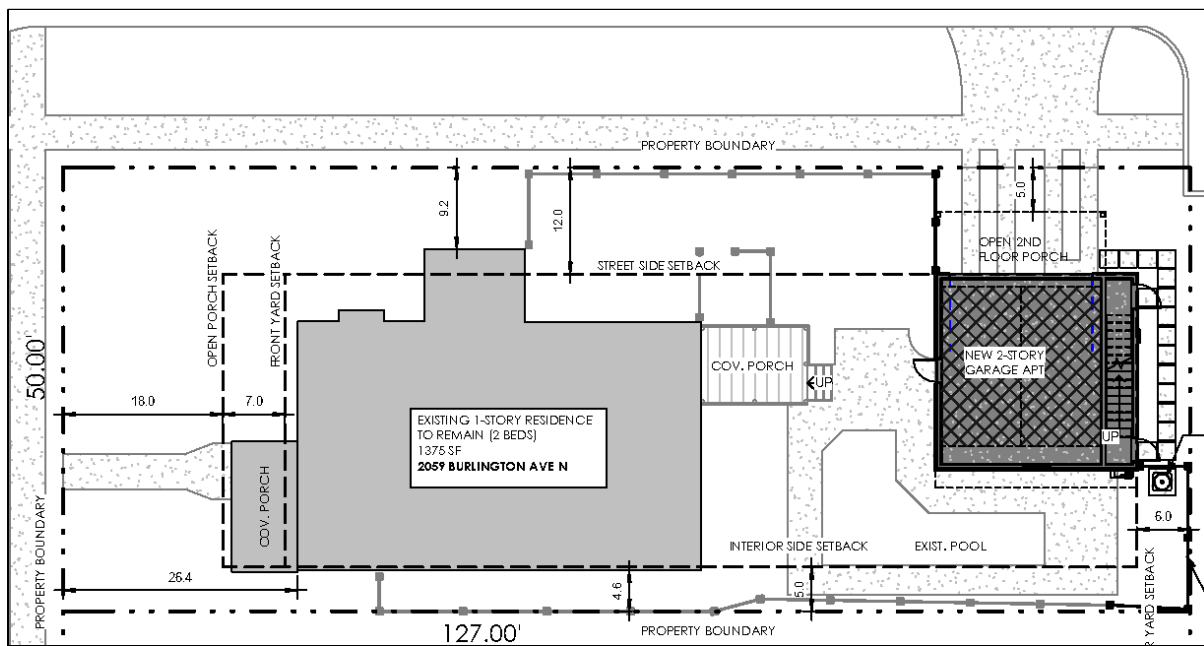 PROPERTY BOUNDARY
9.2
12.0
5.0
OPEN 2ND
FLOOR PORCH
STREET SIDE SETBACK
OPEN PORCH SETBACK
FRONT YARD SETBACK
50.00'
18.0
7.0
COV. PORCH
UP
NEW 2-STORY
GARAGE APT
UP
EXISTING 1-STORY RESIDENCE
TO REMAIN (2 BEDS)
1375 SF
2059 BURLINGTON AVE N
COV. PORCH
6.0
INTERIOR SIDE SETBACK
EXIST. POOL
PROPERTY BOUNDARY
26.4
4.6
5.0
YARD SETBACK
127.00'
PROPERTY BOUNDARY